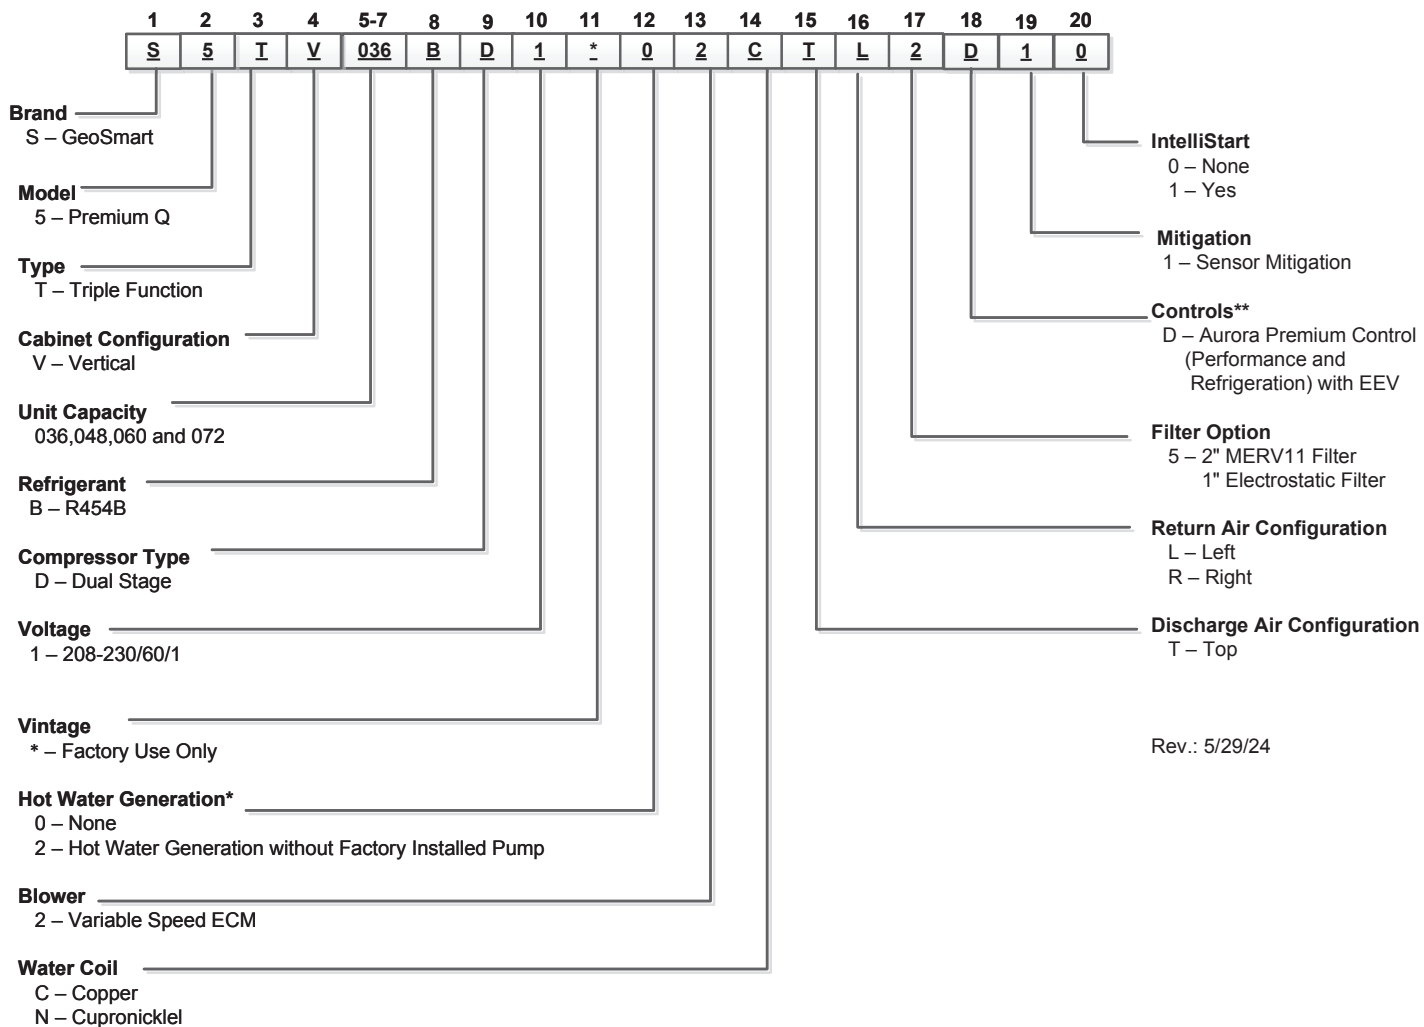 1 2 3 4 5-7 8 9 10 11 12 13 14 15 16 17 18 19 20
S 5 T V 036 B D 1 * 0 2 C T L 2 D 1 0
Brand
S – GeoSmart
Model
5 – Premium Q
Type
T – Triple Function
Cabinet Configuration
V – Vertical
Unit Capacity
036,048,060 and 072
Refrigerant
B – R454B
Compressor Type
D – Dual Stage
Voltage
1 – 208-230/60/1
Vintage
* – Factory Use Only
Hot Water Generation*
0 – None
2 – Hot Water Generation without Factory Installed Pump
Blower
2 – Variable Speed ECM
Water Coil
C – Copper
N – Cupronicklel
IntelliStart
0 – None
1 – Yes
Mitigation
1 – Sensor Mitigation
Controls**
D – Aurora Premium Control
(Performance and
Refrigeration) with EEV
Filter Option
5 – 2" MERV11 Filter
1" Electrostatic Filter
Return Air Configuration
L – Left
R – Right
Discharge Air Configuration
T – Top
Rev.: 5/29/24